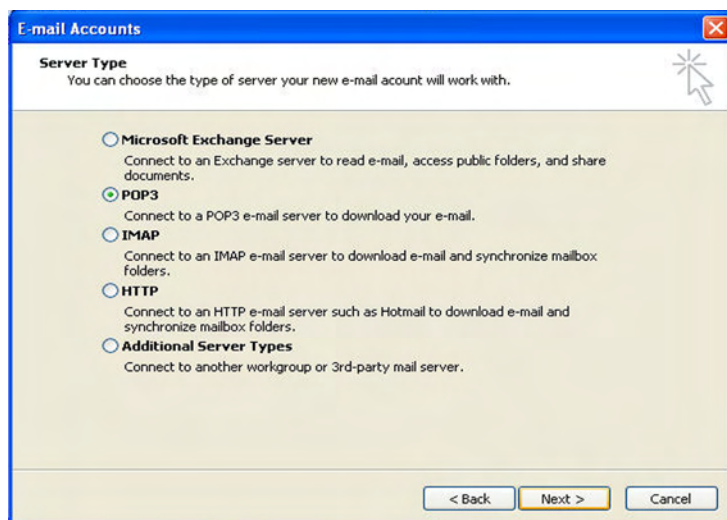 E-mail Accounts
Server Type
You can choose the type of server your new e-mail acount will work with.
Microsoft Exchange Server
Connect to an Exchange server to read e-mail, access public folders, and share
documents.
POP3
Connect to a POP3 e-mail server to download your e-mail.
IMAP
Connect to an IMAP server to download e-mail and synchronize mailbox
folders.
HTTP
Connect to an HTTP e-mail server such as Hotmail to download e-mail and
synchronize mailbox folders.
Additional Server Types
Connect to another workgroup or 3rd-party mail server.
< Back Next > Cancel